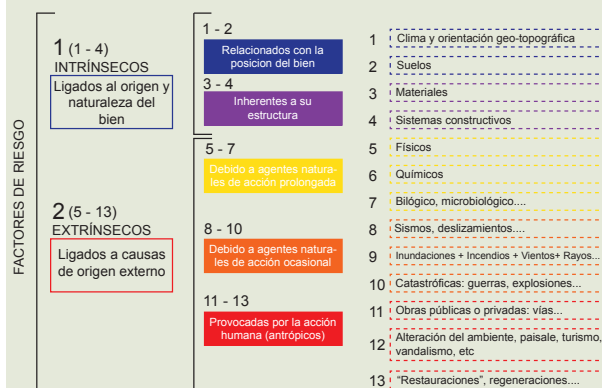 FACTORES DE RIESGO
1 (1 - 4)
INTRÍNSECOS
Ligados al origen y
naturaleza del
bien
2 (5 - 13)
EXTRÍNSECOS
Ligados a causas
de origen externo
1 - 2
Relacionados con la
posicion del bien
3 - 4
Inherentes a su
estructura
5 - 7
Debido a agentes natura-
les de acción prolongada
8 - 10
Debido a agentes natura-
les de acción ocasional
11 - 13
Provocadas por la acción
humana (antrópicos)
1 Clima y orientación geo-topográfica
2 Suelos
3 Materiales
4 Sistemas constructivos
5 Físicos
6 Químicos
7 Bilógico, microbiológico....
8 Sismos, deslizamientos....
9 Inundaciones + Incendios + Vientos+ Rayos...
10 Catastróficas: guerras, explosiones...
11 Obras públicas o privadas: vías...
12 Alteración del ambiente, paisale, turismo,
vandalismo, etc
13 “Restauraciones”, regeneraciones....